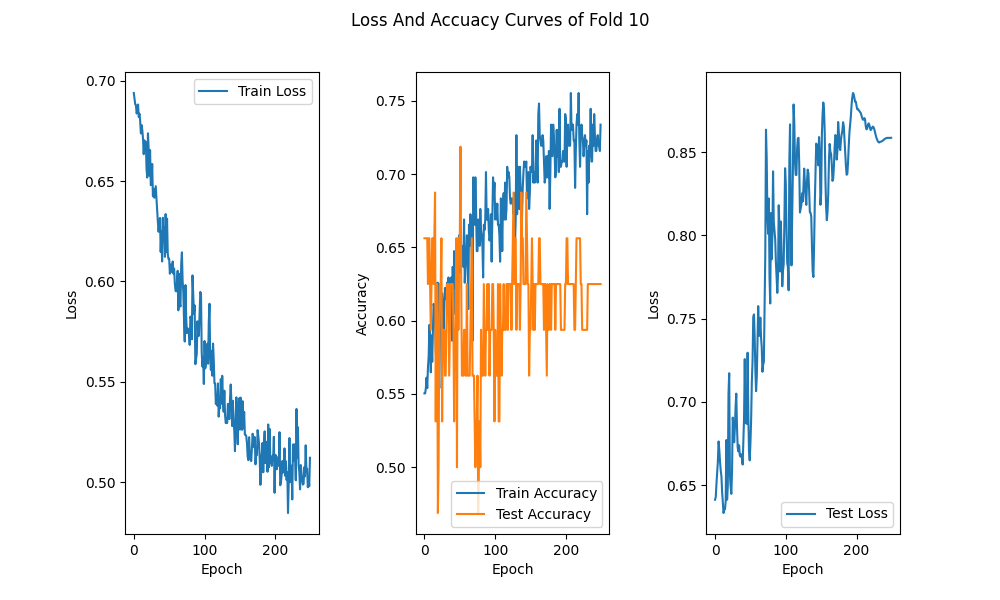 Loss And Accuacy Curves of Fold 10
Loss
0.70
0.65
0.60
0.55
0.50
Train Loss
0 100 200
Epoch
Accuracy
0.75
0.70
0.65
0.60
0.55
0.50
Train Accuracy
Test Accuracy
0 100 200
Epoch
Loss
0.85
0.80
0.75
0.70
0.65
Test Loss
0 100 200
Epoch